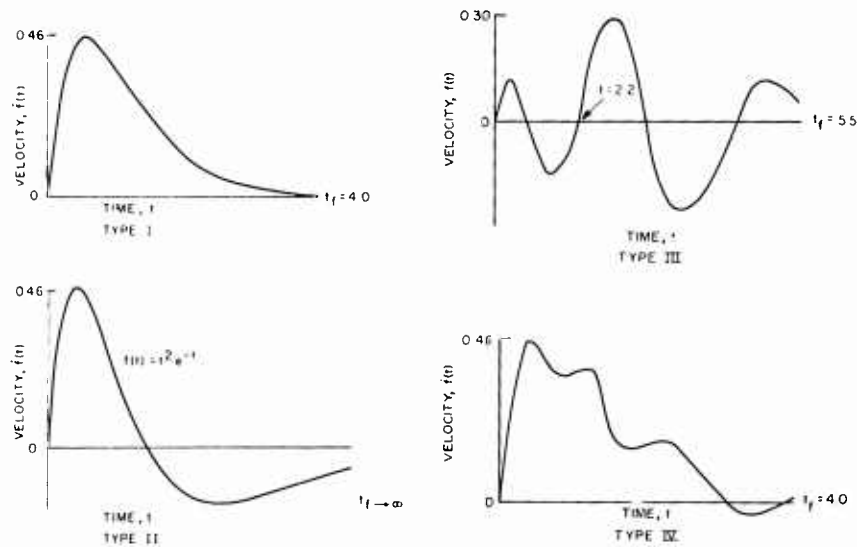 0.46
VELOCITY, ḟ(t)
0
t_f = 4.0
TIME, t
TYPE I
0.30
VELOCITY, ḟ(t)
0
t = 2.2
t_f = 5.5
TIME, t
TYPE III
0.46
VELOCITY, ḟ(t)
0
f(t) = t²e⁻ᵗ
t_f → ∞
TIME, t
TYPE II
0.46
VELOCITY, ḟ(t)
0
t_f = 4.0
TIME, t
TYPE IV